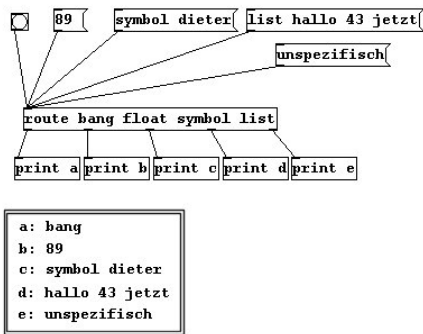 89
symbol dieter
list hallo 43 jetzt
unspezifisch
route bang float symbol list
print a
print b
print c
print d
print e
a: bang
b: 89
c: symbol dieter
d: hallo 43 jetzt
e: unspezifisch